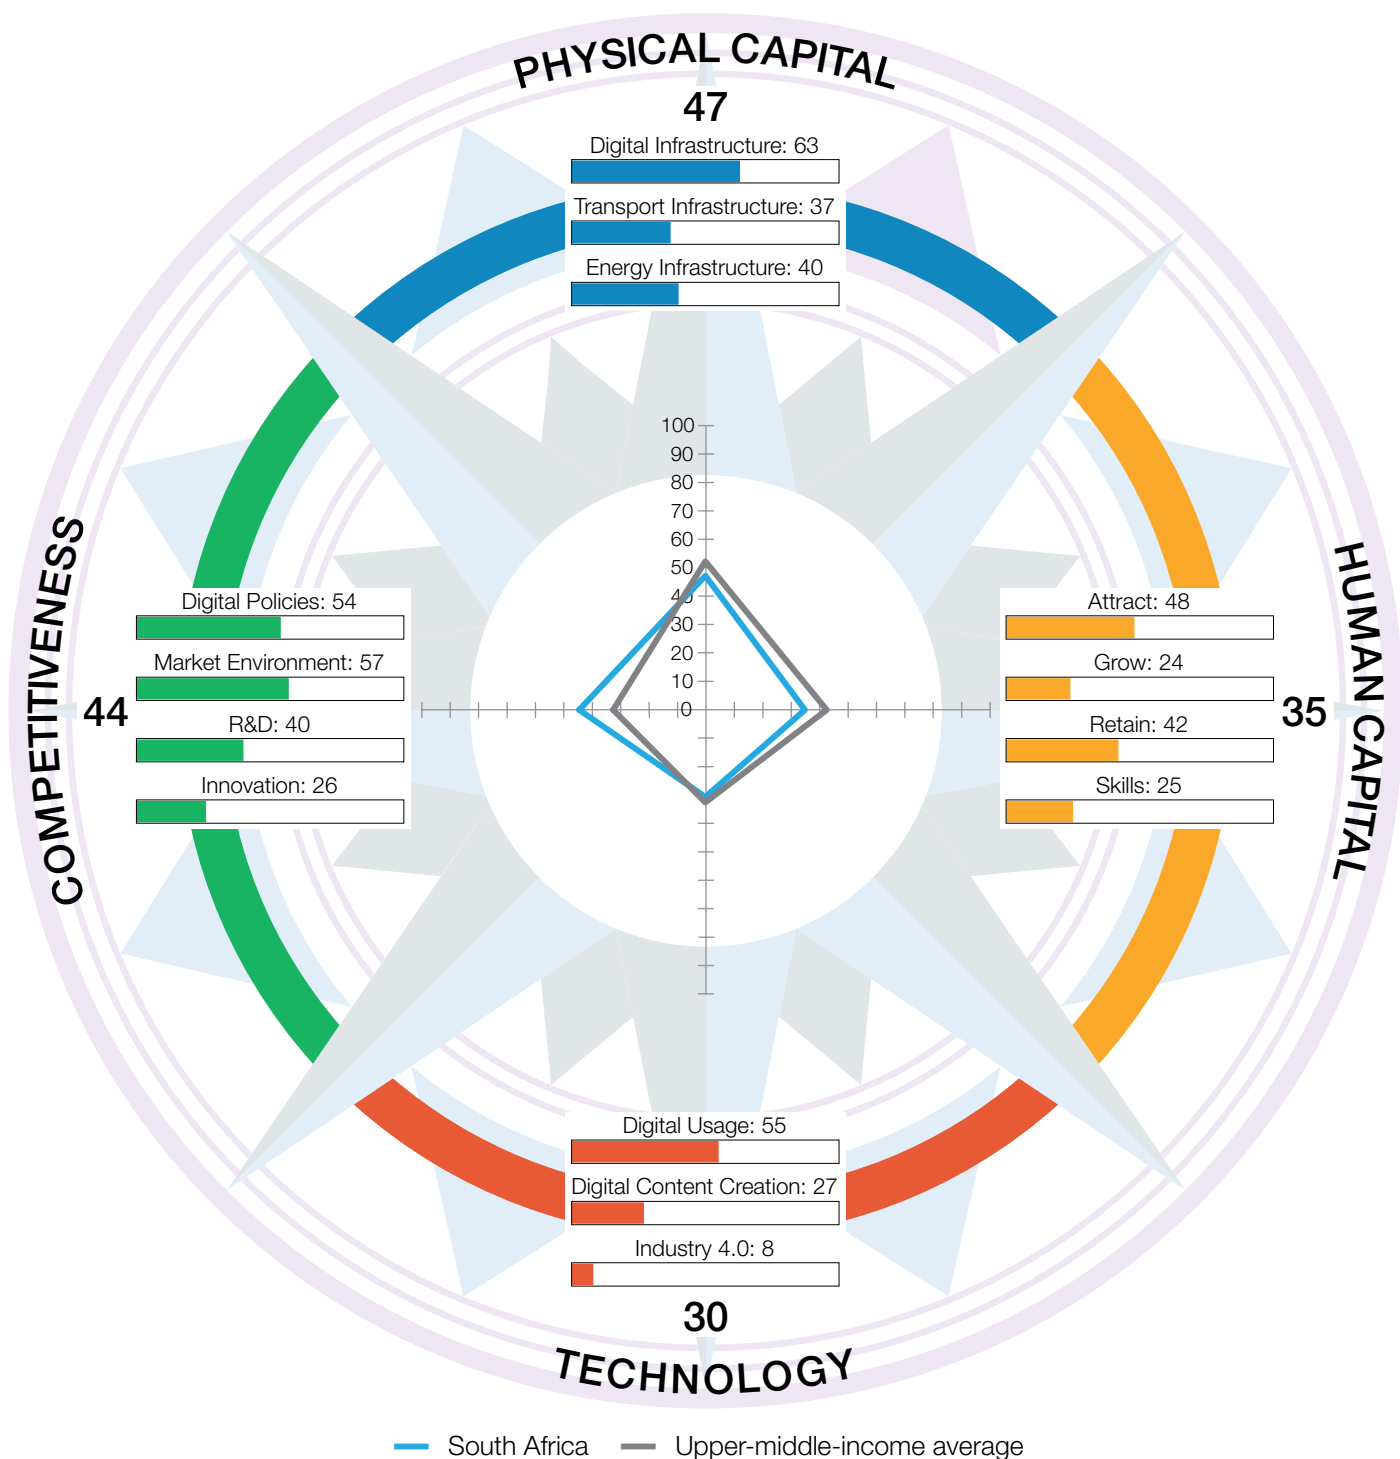 PHYSICAL CAPITAL
47
Digital Infrastructure: 63
Transport Infrastructure: 37
Energy Infrastructure: 40
100
90
80
70
60
50
40
30
20
10
0
COMPETITIVENESS
44
Digital Policies: 54
Market Environment: 57
R&D: 40
Innovation: 26
HUMAN CAPITAL
35
Attract: 48
Grow: 24
Retain: 42
Skills: 25
Digital Usage: 55
Digital Content Creation: 27
Industry 4.0: 8
30
TECHNOLOGY
South Africa
Upper-middle-income average